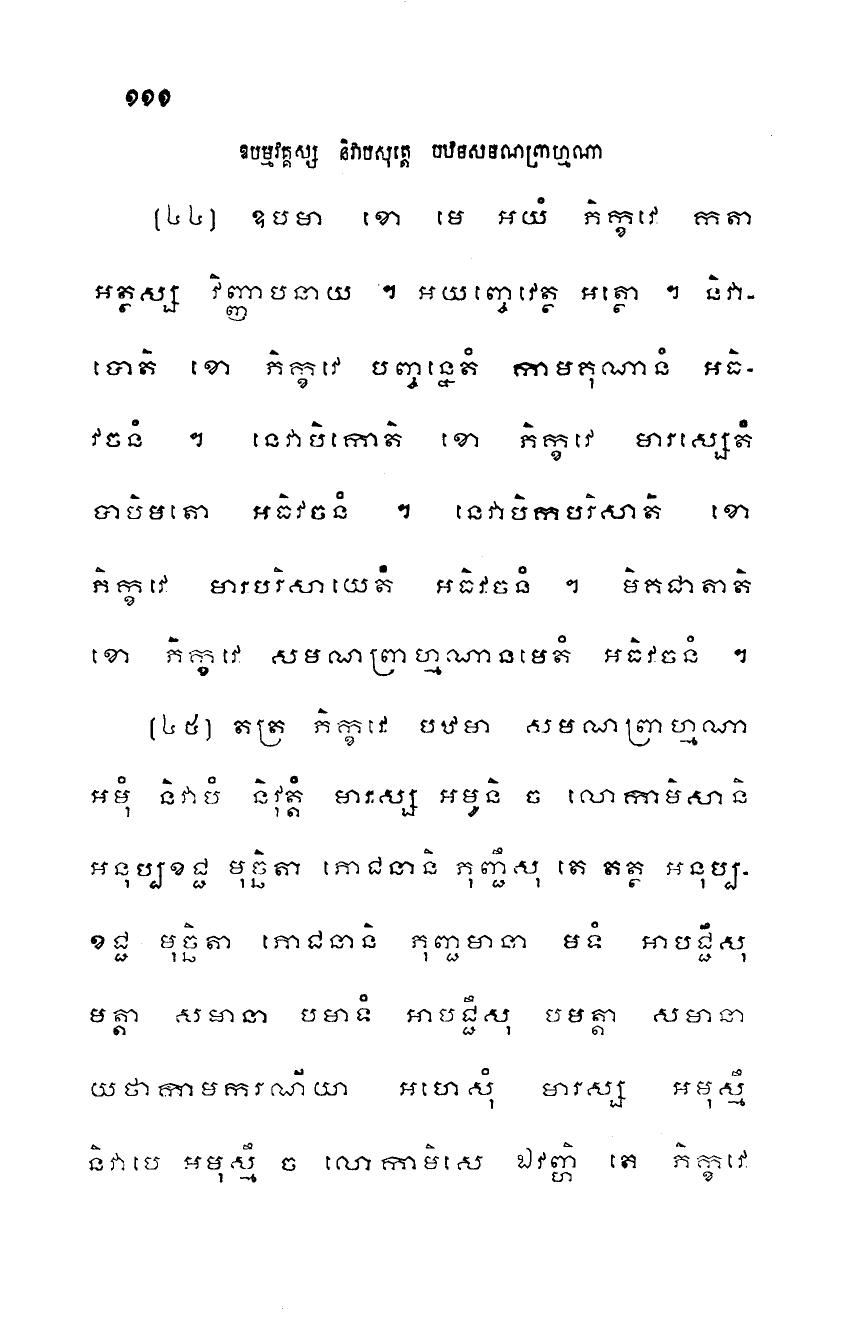 ១១១
ឧបម្មវគ្គស្ស និវាបសុត្តេ បឋមសមណព្រាហ្មណា
(៤៤) ឧបមា ខោ មេ អយំ ភិក្ខវេ កតា
អត្ថស្ស វិញ្ញាបនាយ ។ អយញ្ចេវេត្ថ អត្ថោ ។ និវា-
បោតិ ខោ ភិក្ខវេ បញ្ចន្នេតំ កាមគុណានំ អធិ-
វចនំ ។ នេវាបិកោតិ ខោ ភិក្ខវេ មារស្សេតំ
បាបិមតោ អធិវចនំ ។ នេវាបិកបរិសាតិ ខោ
ភិក្ខវេ មារបរិសាយេតំ អធិវចនំ ។ មិគជាតាតិ
ខោ ភិក្ខវេ សមណព្រាហ្មណានមេតំ អធិវចនំ ។
(៤៥) តត្រ ភិក្ខវេ បឋមា សមណព្រាហ្មណា
អមុំ និវាបំ និវុត្តំ មារស្ស អមូនិ ច លោកាមិសានិ
អនុប្បខជ្ជ មុច្ឆិតា ភោជនានិ ភុញ្ជឹសុ តេ តត្ថ អនុប្ប-
ខជ្ជ មុច្ឆិតា ភោជនានិ ភុញ្ជមានា មទំ អាបជ្ជឹសុ
មត្តា សមានា បមាទំ អាបជ្ជឹសុ បមត្តា សមានា
យថាកាមករណីយា អហេសុំ មារស្ស អមុស្មឹ
និវាបេ អមុស្មឹ ច លោកាមិសេ ឯវញ្ហិ តេ ភិក្ខវេ